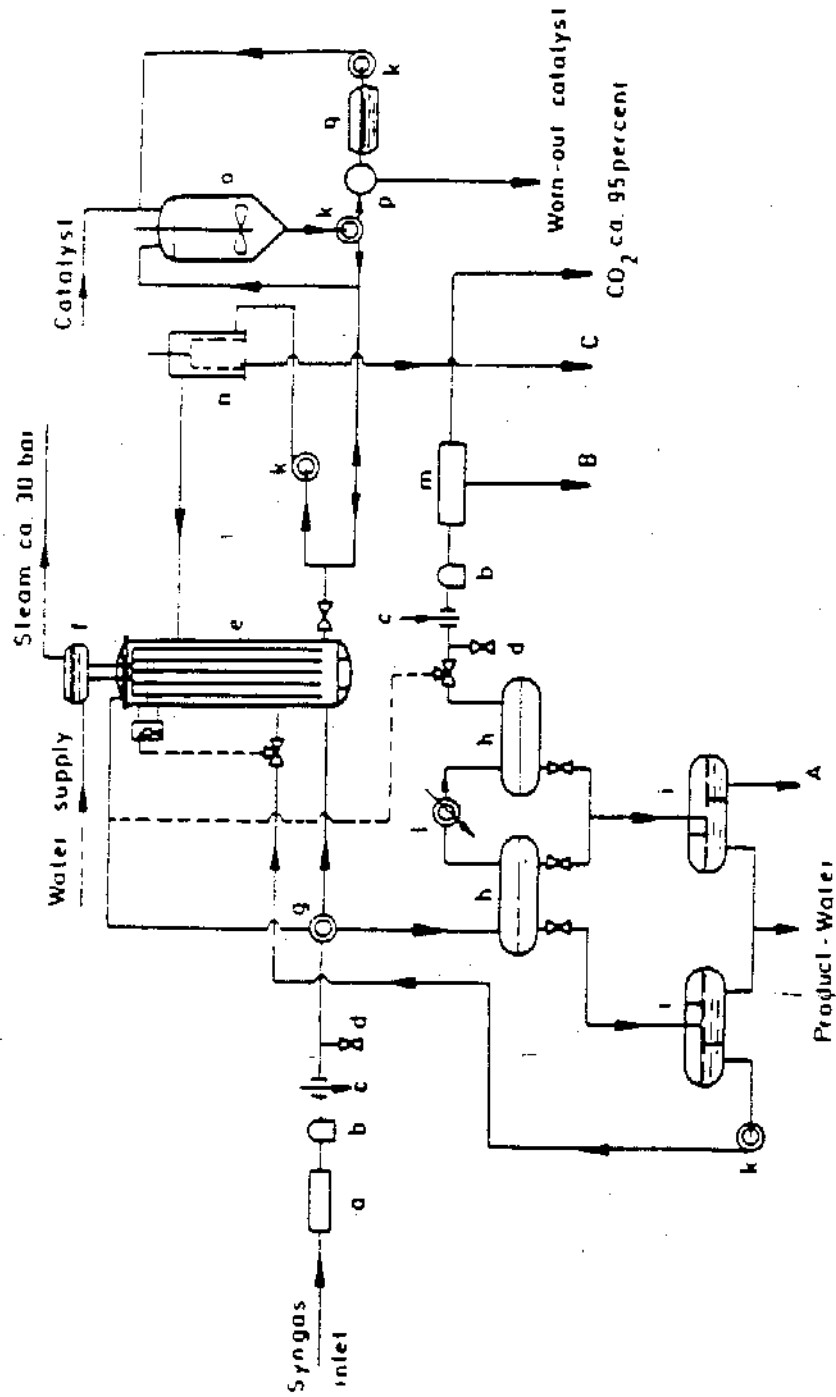 Syngas
inlet
a
b
c
d
g
Water supply
f
Steam ca. 30 bar
e
k
n
Catalyst
o
k
p
q
k
Worn-out catalyst
h
l
h
d
c
b
m
B
C
CO2 ca. 95 percent
k
i
i
A
Product-Water